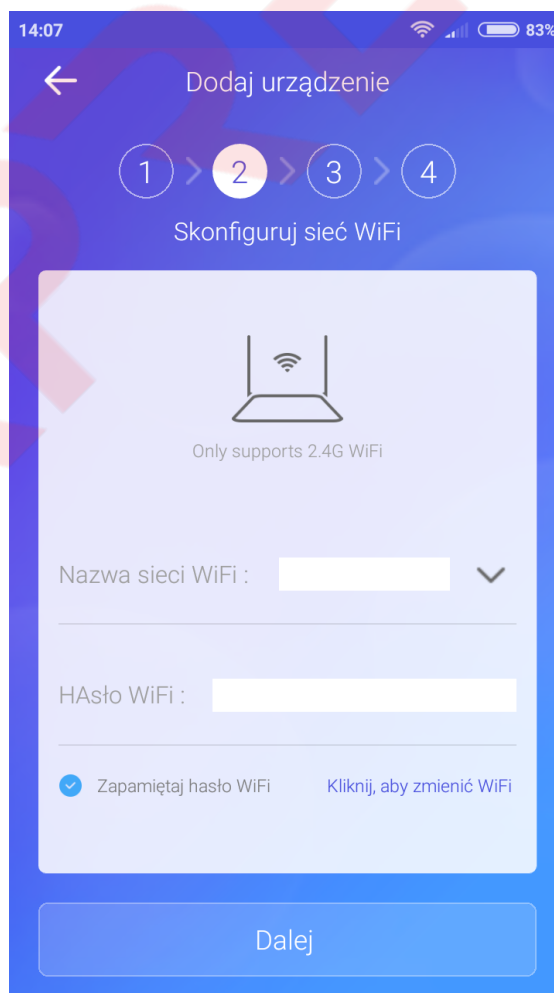 14:07 83%
Dodaj urządzenie
1 > 2 > 3 > 4
Skonfiguruj sieć WiFi
Only supports 2.4G WiFi
Nazwa sieci WiFi :
HAsło WiFi :
Zapamiętaj hasło WiFi Kliknij, aby zmienić WiFi
Dalej